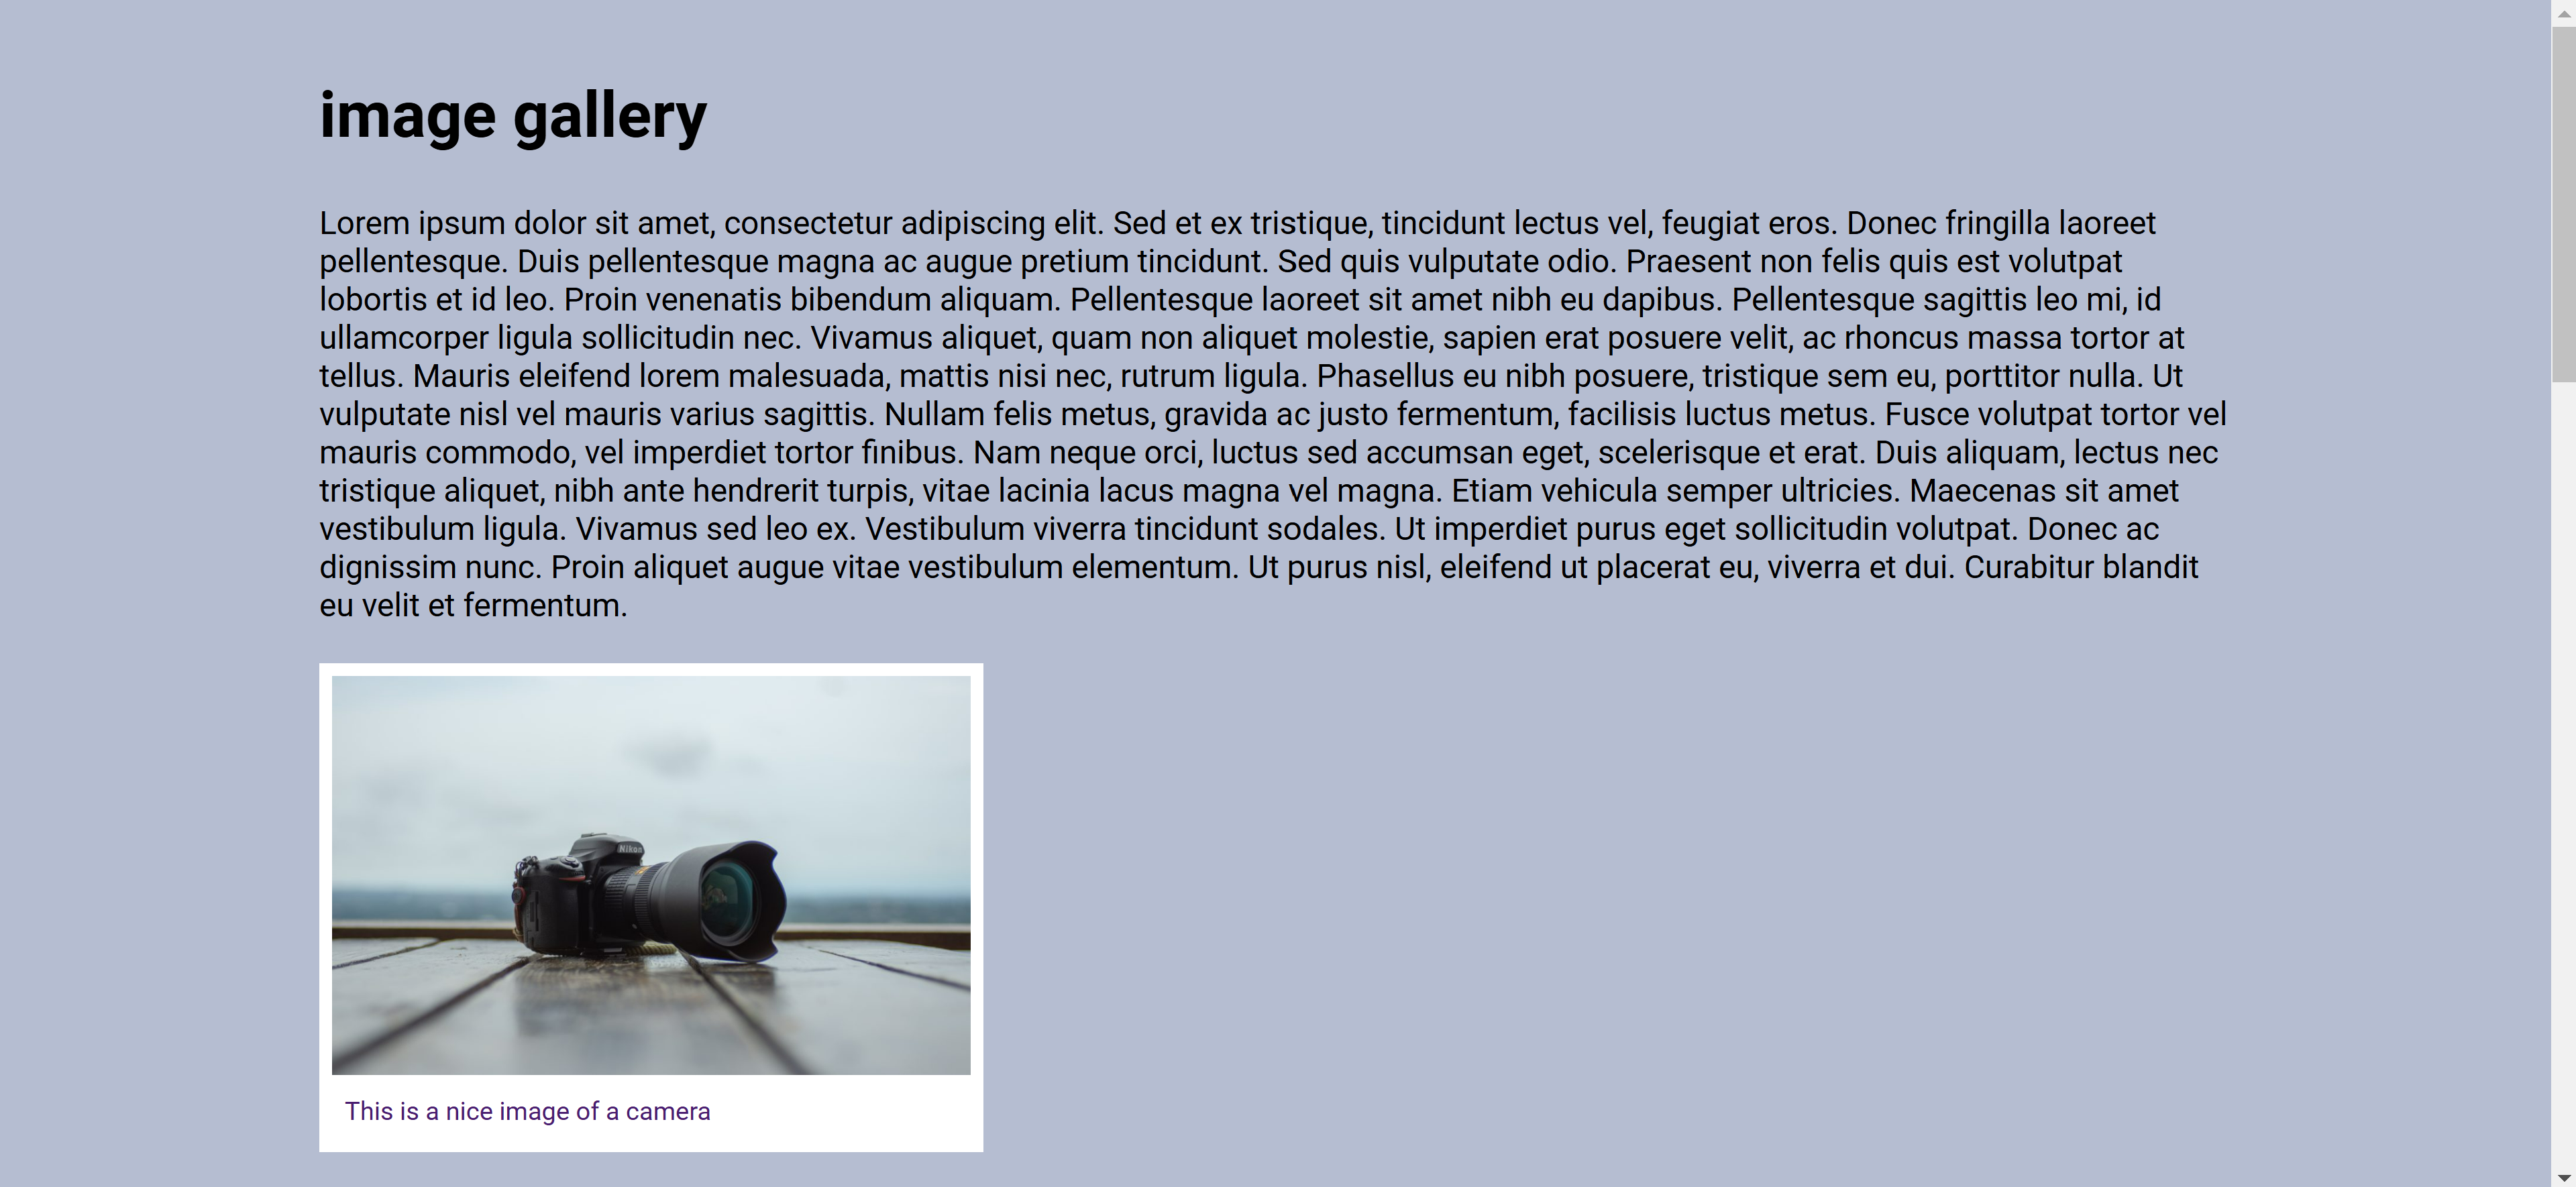 image gallery
Lorem ipsum dolor sit amet, consectetur adipiscing elit. Sed et ex tristique, tincidunt lectus vel, feugiat eros. Donec fringilla laoreet
pellentesque. Duis pellentesque magna ac augue pretium tincidunt. Sed quis vulputate odio. Praesent non felis quis est volutpat
lobortis et id leo. Proin venenatis bibendum aliquam. Pellentesque laoreet sit amet nibh eu dapibus. Pellentesque sagittis leo mi, id
ullamcorper ligula sollicitudin nec. Vivamus aliquet, quam non aliquet molestie, sapien erat posuere velit, ac rhoncus massa tortor at
tellus. Mauris eleifend lorem malesuada, mattis nisi nec, rutrum ligula. Phasellus eu nibh posuere, tristique sem eu, porttitor nulla. Ut
vulputate nisl vel mauris varius sagittis. Nullam felis metus, gravida ac justo fermentum, facilisis luctus metus. Fusce volutpat tortor vel
mauris commodo, vel imperdiet tortor finibus. Nam neque orci, luctus sed accumsan eget, scelerisque et erat. Duis aliquam, lectus nec
tristique aliquet, nibh ante hendrerit turpis, vitae lacinia lacus magna vel magna. Etiam vehicula semper ultricies. Maecenas sit amet
vestibulum ligula. Vivamus sed leo ex. Vestibulum viverra tincidunt sodales. Ut imperdiet purus eget sollicitudin volutpat. Donec ac
dignissim nunc. Proin aliquet augue vitae vestibulum elementum. Ut purus nisl, eleifend ut placerat eu, viverra et dui. Curabitur blandit
eu velit et fermentum.
Nikon
This is a nice image of a camera